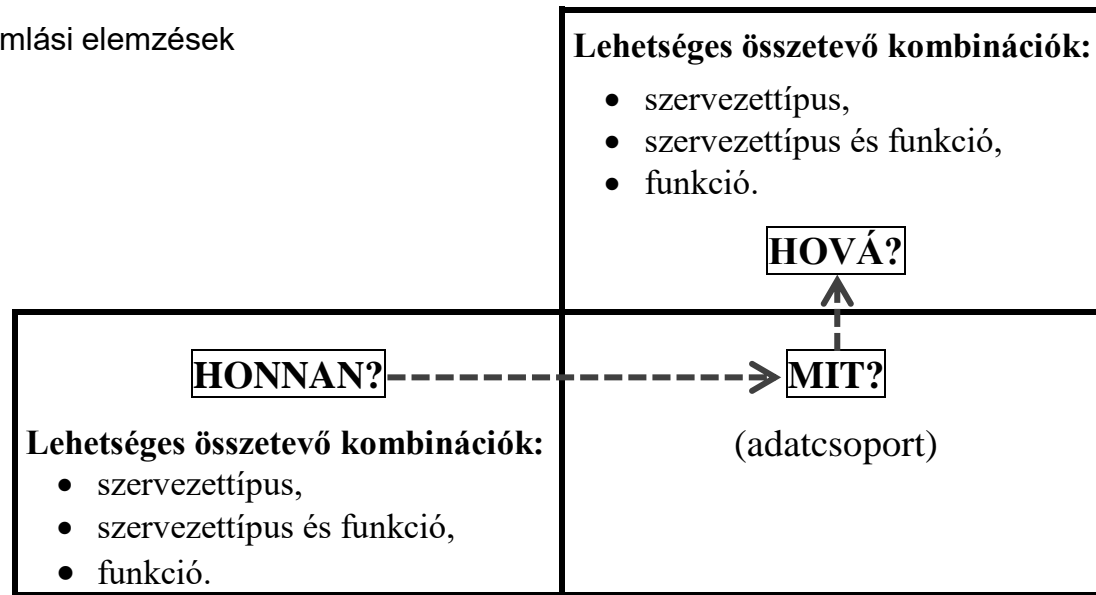 mlási elemzések
Lehetséges összetevő kombinációk:
• szervezettípus,
• szervezettípus és funkció,
• funkció.
HOVÁ?
HONNAN?
MIT?
Lehetséges összetevő kombinációk:
• szervezettípus,
• szervezettípus és funkció,
• funkció.
(adatcsoport)